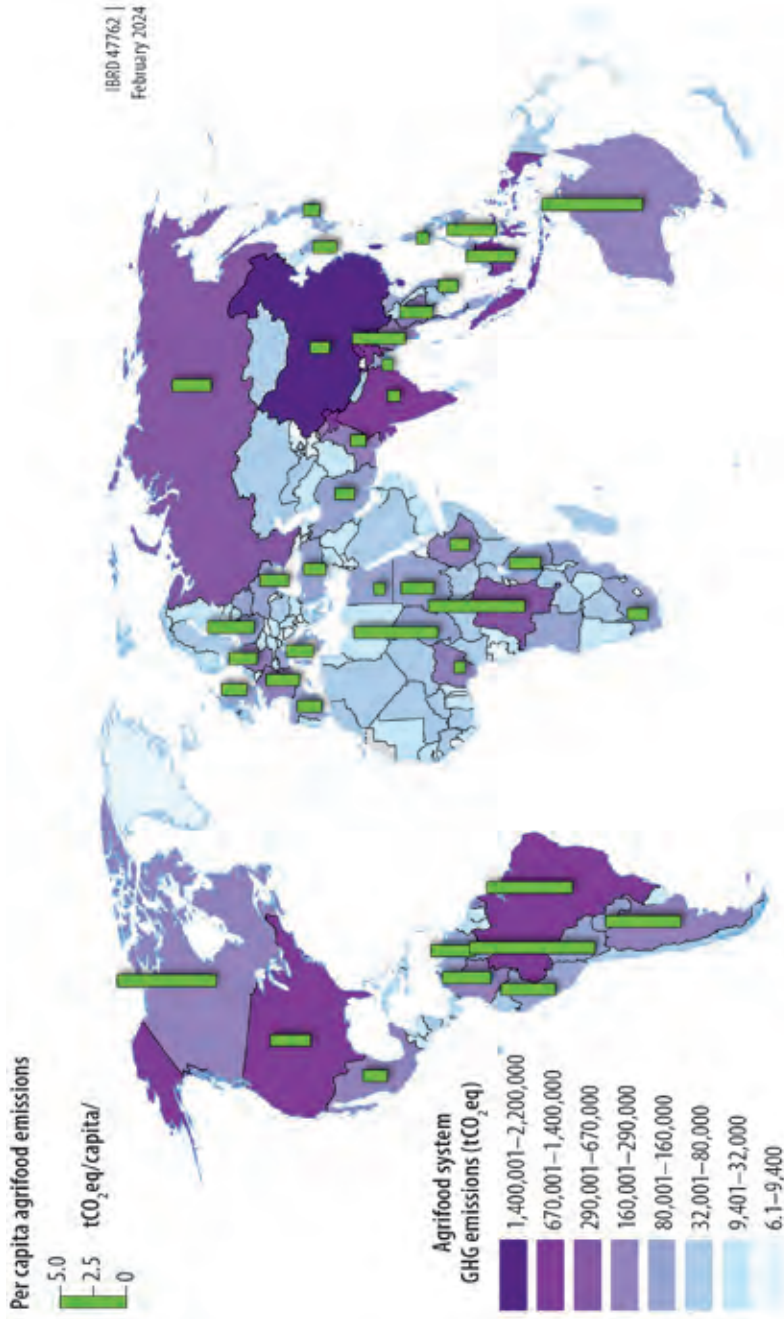 Per capita agrifood emissions
5.0
2.5
0
tCO₂eq/capita/
IBRD 47762 |
February 2024
Agrifood system
GHG emissions (tCO₂eq)
1,400,001–2,200,000
670,001–1,400,000
290,001–670,000
160,001–290,000
80,001–160,000
32,001–80,000
9,401–32,000
6.1–9,400